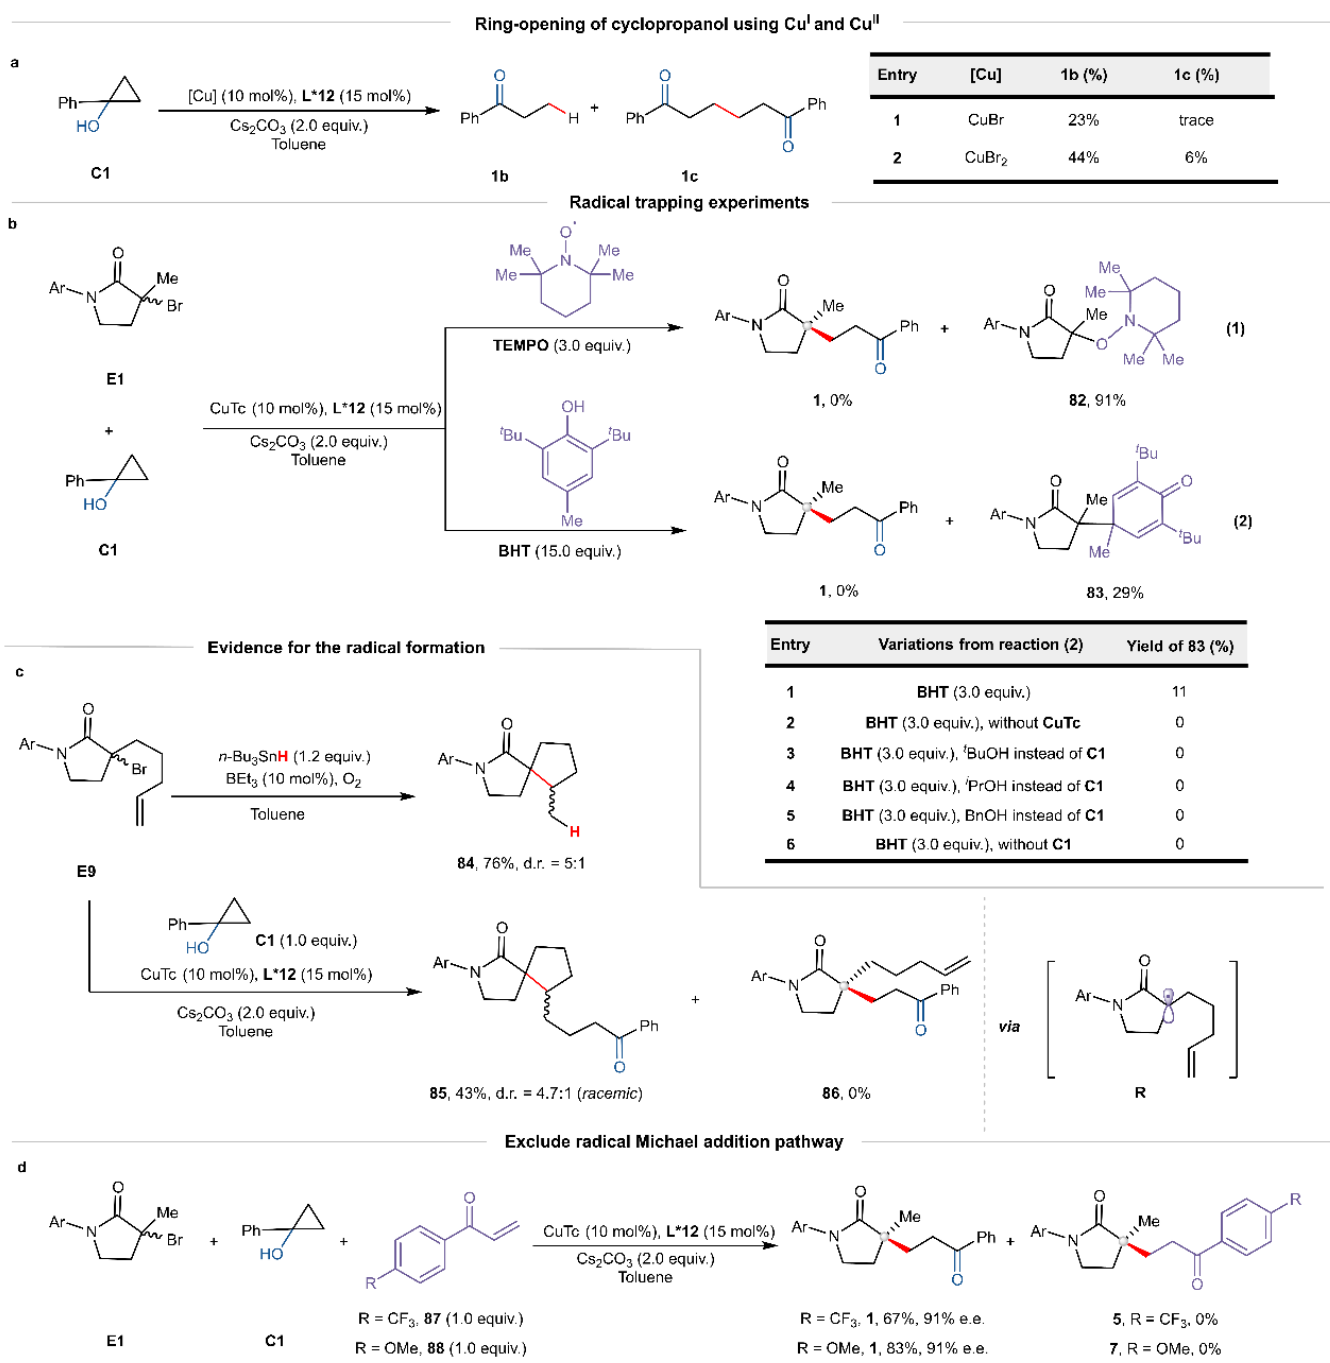 Ring-opening of cyclopropanol using Cu^I and Cu^II
a
Ph
HO
C1
[Cu] (10 mol%), L*12 (15 mol%)
Cs2CO3 (2.0 equiv.)
Toluene
O
Ph
H
1b
+
O
Ph
Ph
O
1c
Entry [Cu] 1b (%) 1c (%)
1 CuBr 23% trace
2 CuBr2 44% 6%
Radical trapping experiments
b
O
Me
Ar
N
Br
E1
+
Ph
HO
C1
CuTc (10 mol%), L*12 (15 mol%)
Cs2CO3 (2.0 equiv.)
Toluene
O•
Me
Me
N
Me
Me
TEMPO (3.0 equiv.)
O
Me
Ar
N
Ph
O
1, 0%
+
Me
Me
O
Me
N
Ar
N
O
Me
Me
82, 91%
(1)
OH
tBu
tBu
Me
BHT (15.0 equiv.)
O
Me
Ar
N
Ph
O
1, 0%
+
tBu
O
Me
O
Ar
N
Me
tBu
83, 29%
(2)
Entry Variations from reaction (2) Yield of 83 (%)
1 BHT (3.0 equiv.) 11
2 BHT (3.0 equiv.), without CuTc 0
3 BHT (3.0 equiv.), tBuOH instead of C1 0
4 BHT (3.0 equiv.), iPrOH instead of C1 0
5 BHT (3.0 equiv.), BnOH instead of C1 0
6 BHT (3.0 equiv.), without C1 0
Evidence for the radical formation
c
O
Ar
N
Br
E9
n-Bu3SnH (1.2 equiv.)
BEt3 (10 mol%), O2
Toluene
O
Ar
N
H
84, 76%, d.r. = 5:1
Ph
HO
C1 (1.0 equiv.)
CuTc (10 mol%), L*12 (15 mol%)
Cs2CO3 (2.0 equiv.)
Toluene
O
Ar
N
Ph
O
85, 43%, d.r. = 4.7:1 (racemic)
+
O
Ar
N
Ph
O
86, 0%
via
O
Ar
N
R
Exclude radical Michael addition pathway
d
O
Me
Ar
N
Br
E1
+
Ph
HO
C1
+
O
R
R = CF3, 87 (1.0 equiv.)
R = OMe, 88 (1.0 equiv.)
CuTc (10 mol%), L*12 (15 mol%)
Cs2CO3 (2.0 equiv.)
Toluene
O
Me
Ar
N
Ph
O
R = CF3, 1, 67%, 91% e.e.
R = OMe, 1, 83%, 91% e.e.
+
O
R
Me
Ar
N
O
5, R = CF3, 0%
7, R = OMe, 0%